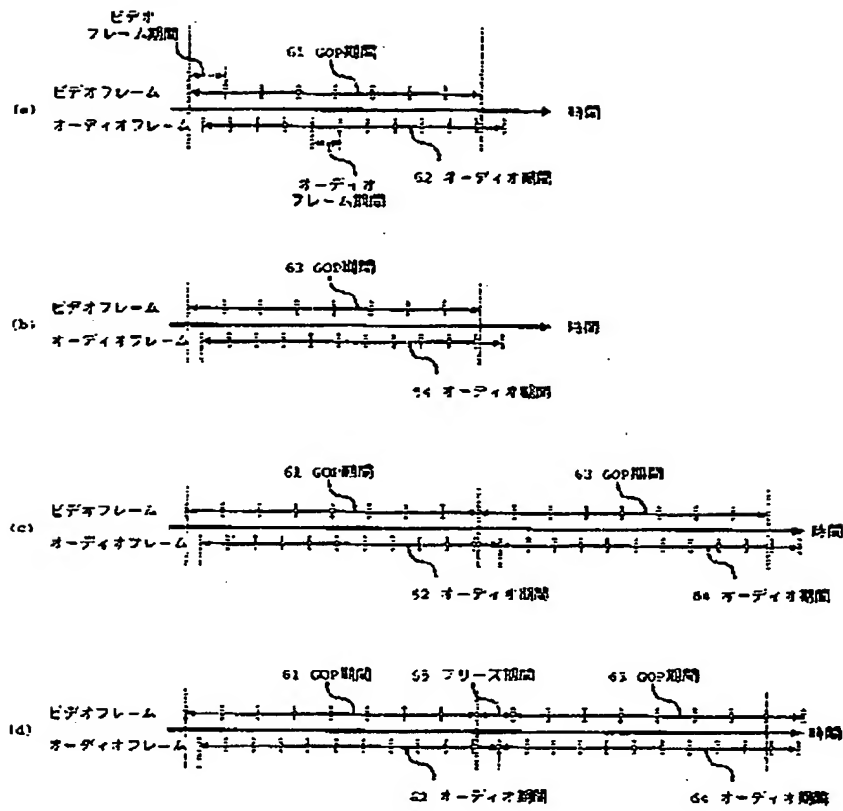 ビデオ
フレーム期間
61 GOP期間
ビデオフレーム
(a)
時間
オーディオフレーム
オーディオ
フレーム期間
62 オーディオ期間
63 GOP期間
ビデオフレーム
(b)
時間
オーディオフレーム
64 オーディオ期間
61 GOP期間
63 GOP期間
ビデオフレーム
(c)
時間
オーディオフレーム
62 オーディオ期間
64 オーディオ期間
61 GOP期間
65 フリーズ期間
63 GOP期間
ビデオフレーム
(d)
時間
オーディオフレーム
62 オーディオ期間
64 オーディオ期間